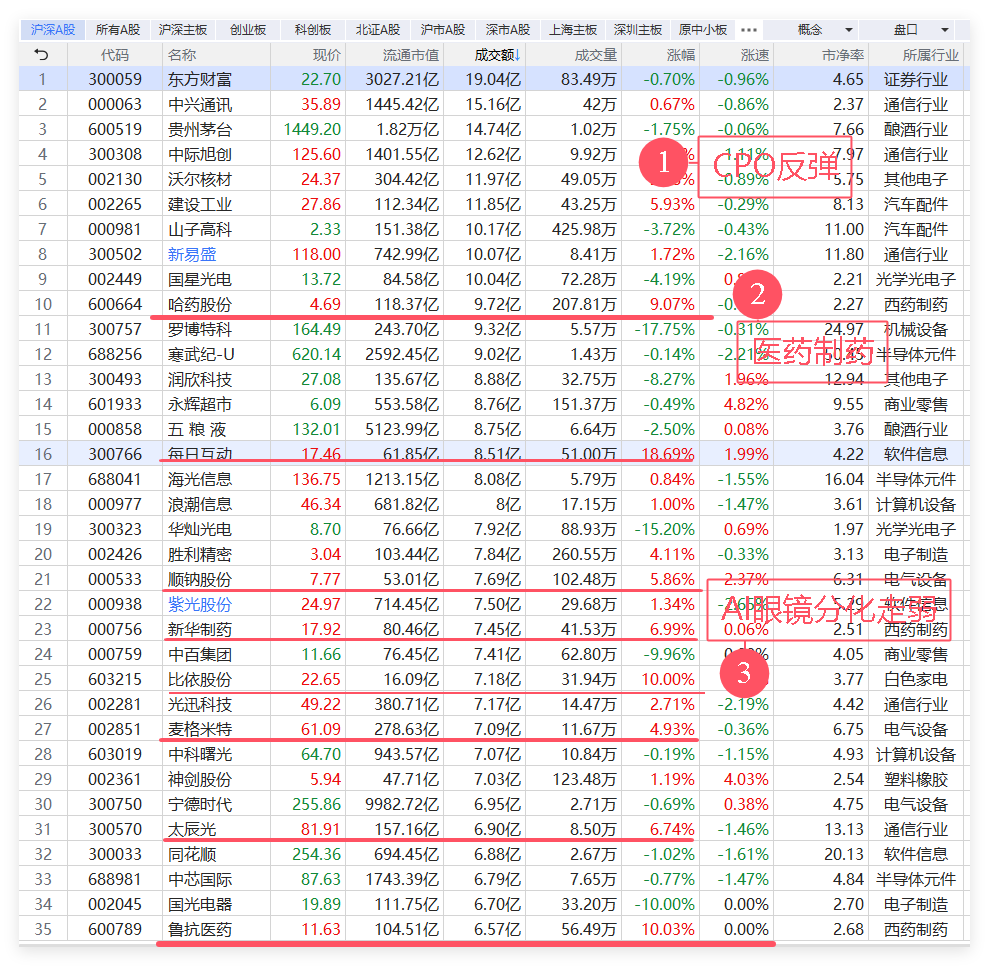 沪深A股 所有A股 沪深主板 创业板 科创板 北证A股 沪市A股 深市A股 上海主板 深圳主板 原中小板 ••• 概念 盘口
代码 名称 现价 流通市值 成交额↓ 成交量 涨幅 涨速 市净率 所属行业
1 300059 东方财富 22.70 3027.21亿 19.04亿 83.49万 -0.70% -0.96% 4.65 证券行业
2 000063 中兴通讯 35.89 1445.42亿 15.16亿 42万 0.67% -0.86% 2.37 通信行业
3 600519 贵州茅台 1449.20 1.82万亿 14.74亿 1.02万 -1.75% -0.06% 7.66 酿酒行业
4 300308 中际旭创 125.60 1401.55亿 12.62亿 9.92万 -1.11% 7.97 通信行业
1 CPO反弹
5 002130 沃尔核材 24.37 304.42亿 11.97亿 49.05万 -0.89% 5.75 其他电子
6 002265 建设工业 27.86 112.34亿 11.85亿 43.25万 5.93% -0.29% 8.13 汽车配件
7 000981 山子高科 2.33 151.38亿 10.17亿 425.98万 -3.72% -0.43% 11.00 汽车配件
8 300502 新易盛 118.00 742.99亿 10.07亿 8.41万 1.72% -2.16% 11.80 通信行业
9 002449 国星光电 13.72 84.58亿 10.04亿 72.28万 -4.19% 2.21 光学光电子
10 600664 哈药股份 4.69 118.37亿 9.72亿 207.81万 9.07% 2.27 西药制药
2
11 300757 罗博特科 164.49 243.70亿 9.32亿 5.57万 -17.75% -0.31% 24.97 机械设备
12 688256 寒武纪-U 620.14 2592.45亿 9.02亿 1.43万 -0.14% -2.21% 50.45 半导体元件
医药制药
13 300493 润欣科技 27.08 135.67亿 8.88亿 32.75万 -8.27% 1.96% 12.94 其他电子
14 601933 永辉超市 6.09 553.58亿 8.76亿 151.37万 -0.49% 4.82% 9.55 商业零售
15 000858 五 粮 液 132.01 5123.99亿 8.75亿 6.64万 -2.50% 0.08% 3.76 酿酒行业
16 300766 每日互动 17.46 61.85亿 8.51亿 51.00万 18.69% 1.99% 4.22 软件信息
17 688041 海光信息 136.75 1213.15亿 8.08亿 5.79万 0.84% -1.55% 16.04 半导体元件
18 000977 浪潮信息 46.34 681.82亿 8亿 17.15万 1.00% -1.47% 3.61 计算机设备
19 300323 华灿光电 8.70 76.66亿 7.92亿 88.93万 -15.20% 0.69% 1.97 光学光电子
20 002426 胜利精密 3.04 103.44亿 7.84亿 260.55万 4.11% -0.33% 3.13 电子制造
21 000533 顺钠股份 7.77 53.01亿 7.69亿 102.48万 5.86% 2.37% 6.31 电气设备
22 000938 紫光股份 24.97 714.45亿 7.50亿 29.68万 1.34% 5.29 软件信息
AI眼镜分化走弱
23 000756 新华制药 17.92 80.46亿 7.45亿 41.53万 6.99% 0.06% 2.51 西药制药
24 000759 中百集团 11.66 76.45亿 7.41亿 62.80万 -9.96% 4.05 商业零售
3
25 603215 比依股份 22.65 16.09亿 7.18亿 31.94万 10.00% 3.77 白色家电
26 002281 光迅科技 49.22 380.71亿 7.17亿 14.47万 2.71% -2.19% 4.42 通信行业
27 002851 麦格米特 61.09 278.63亿 7.09亿 11.67万 4.93% -0.36% 6.75 电气设备
28 603019 中科曙光 64.70 943.57亿 7.07亿 10.84万 -0.19% -1.15% 4.93 计算机设备
29 002361 神剑股份 5.94 47.71亿 7.03亿 123.48万 1.19% 4.03% 2.54 塑料橡胶
30 300750 宁德时代 255.86 9982.72亿 6.95亿 2.71万 -0.69% 0.38% 4.75 电气设备
31 300570 太辰光 81.91 157.16亿 6.90亿 8.50万 6.74% -1.46% 13.13 通信行业
32 300033 同花顺 254.36 694.45亿 6.88亿 2.67万 -1.02% -1.61% 20.13 软件信息
33 688981 中芯国际 87.63 1743.39亿 6.79亿 7.65万 -0.77% -1.47% 4.84 半导体元件
34 002045 国光电器 19.89 111.75亿 6.70亿 33.20万 -10.00% 0.00% 2.70 电子制造
35 600789 鲁抗医药 11.63 104.51亿 6.57亿 56.49万 10.03% 0.00% 2.68 西药制药